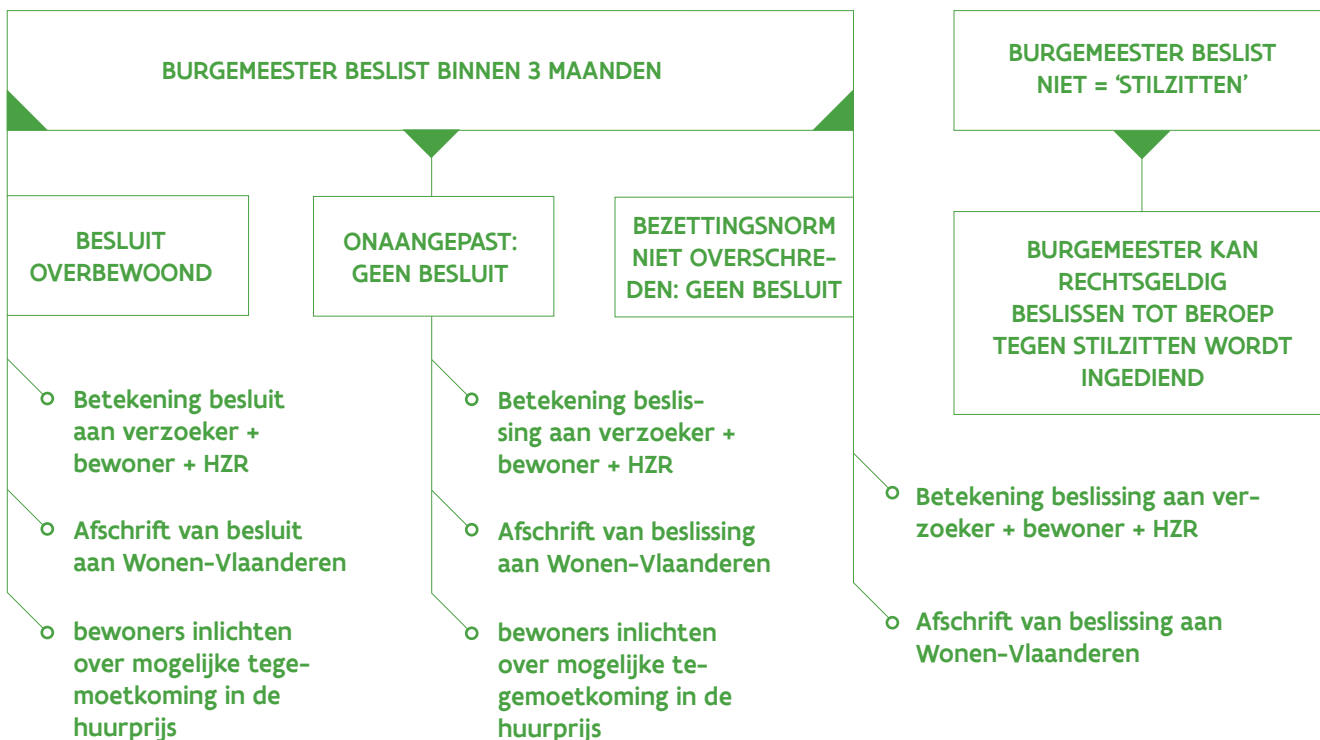 BURGEMEESTER BESLIST BINNEN 3 MAANDEN
BESLUIT
OVERBEWOOND
Betekening besluit
aan verzoeker +
bewoner + HZR
Afschrift van besluit
aan Wonen-Vlaanderen
bewoners inlichten
over mogelijke tege-
moetkoming in de
huurprijs
ONAANGEPAST:
GEEN BESLUIT
Betekening beslis-
sing aan verzoeker +
bewoner + HZR
Afschrift van beslissing
aan Wonen-Vlaanderen
bewoners inlichten
over mogelijke te-
gemoetkoming in de
huurprijs
BEZETTINGSNORM
NIET OVERSCHRE-
DEN: GEEN BESLUIT
Betekening beslissing aan ver-
zoeker + bewoner + HZR
Afschrift van beslissing aan
Wonen-Vlaanderen
BURGEMEESTER BESLIST
NIET = ‘STILZITTEN’
BURGEMEESTER KAN
RECHTSGELDIG
BESLISSEN TOT BEROEP
TEGEN STILZITTEN WORDT
INGEDIEND